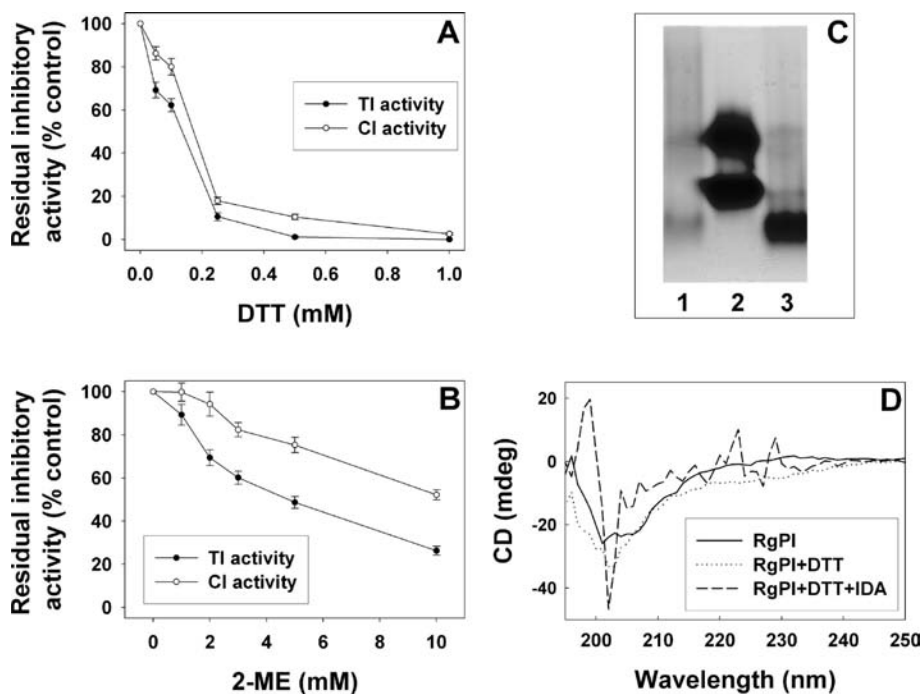 A
Residual inhibitory
activity (% control)
100
80
60
40
20
0
TI activity
CI activity
0.0 0.2 0.4 0.6 0.8 1.0
DTT (mM)
C
1 2 3
B
Residual inhibitory
activity (% control)
100
80
60
40
20
0
TI activity
CI activity
0 2 4 6 8 10
2-ME (mM)
D
CD (mdeg)
20
0
-20
-40
RgPI
RgPI+DTT
RgPI+DTT+IDA
200 210 220 230 240 250
Wavelength (nm)